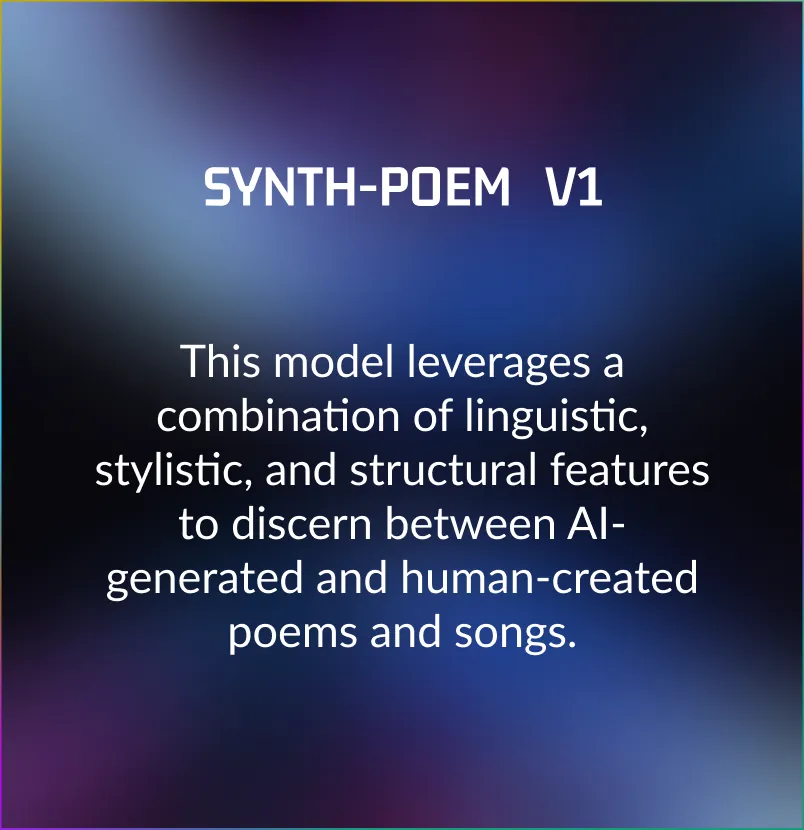 SYNTH-POEM V1
This model leverages a
combination of linguistic,
stylistic, and structural features
to discern between AI-
generated and human-created
poems and songs.